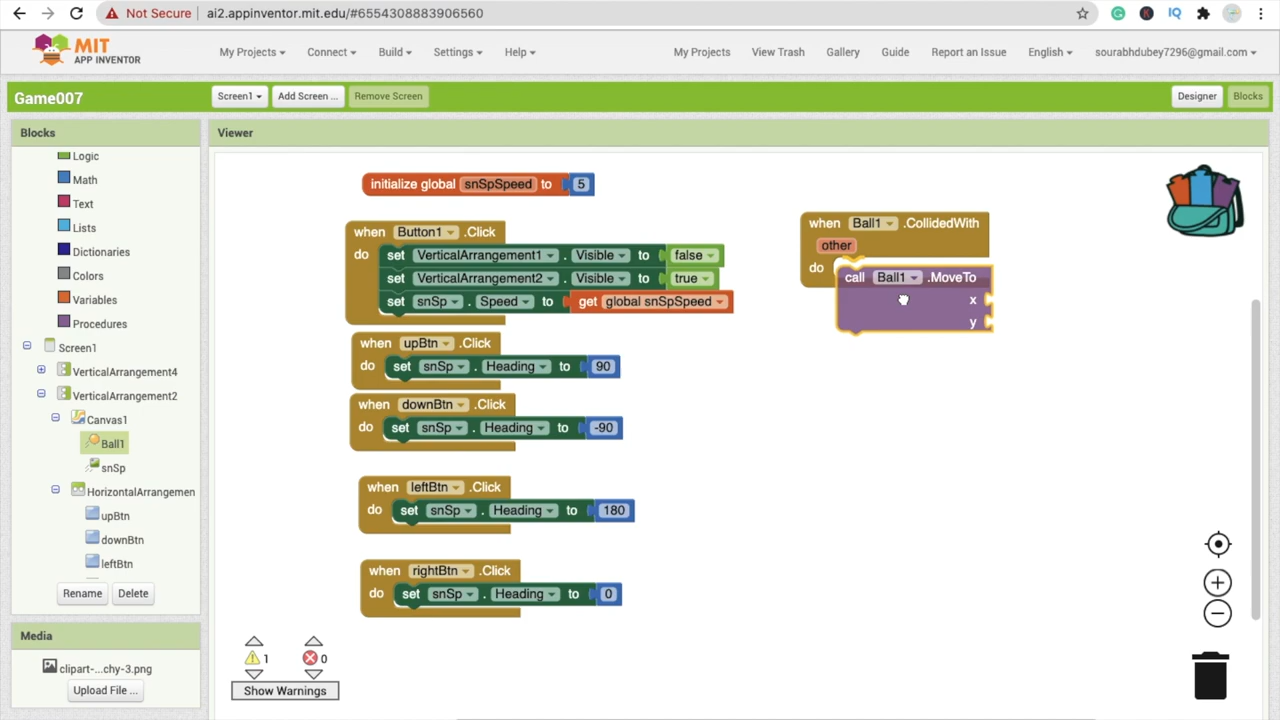 Not Secure | ai2.appinventor.mit.edu/#6554308883906560
MIT
APP INVENTOR
My Projects Connect Build Settings Help My Projects View Trash Gallery Guide Report an Issue English sourabhdubey7296@gmail.com
Game007
Screen1 Add Screen ... Remove Screen Designer Blocks
Blocks
Viewer
Logic
Math
Text
Lists
Dictionaries
Colors
Variables
Procedures
Screen1
VerticalArrangement4
VerticalArrangement2
Canvas1
Ball1
snSp
HorizontalArrangemen
upBtn
downBtn
leftBtn
Rename Delete
Media
clipart-...chy-3.png
Upload File ...
initialize global snSpSpeed to 5
when Button1 .Click
do set VerticalArrangement1 . Visible to false
set VerticalArrangement2 . Visible to true
set snSp . Speed to get global snSpSpeed
when upBtn .Click
do set snSp . Heading to 90
when downBtn .Click
do set snSp . Heading to -90
when leftBtn .Click
do set snSp . Heading to 180
when rightBtn .Click
do set snSp . Heading to 0
when Ball1 .CollidedWith
other
do
call Ball1 .MoveTo
x
y
1 0
Show Warnings